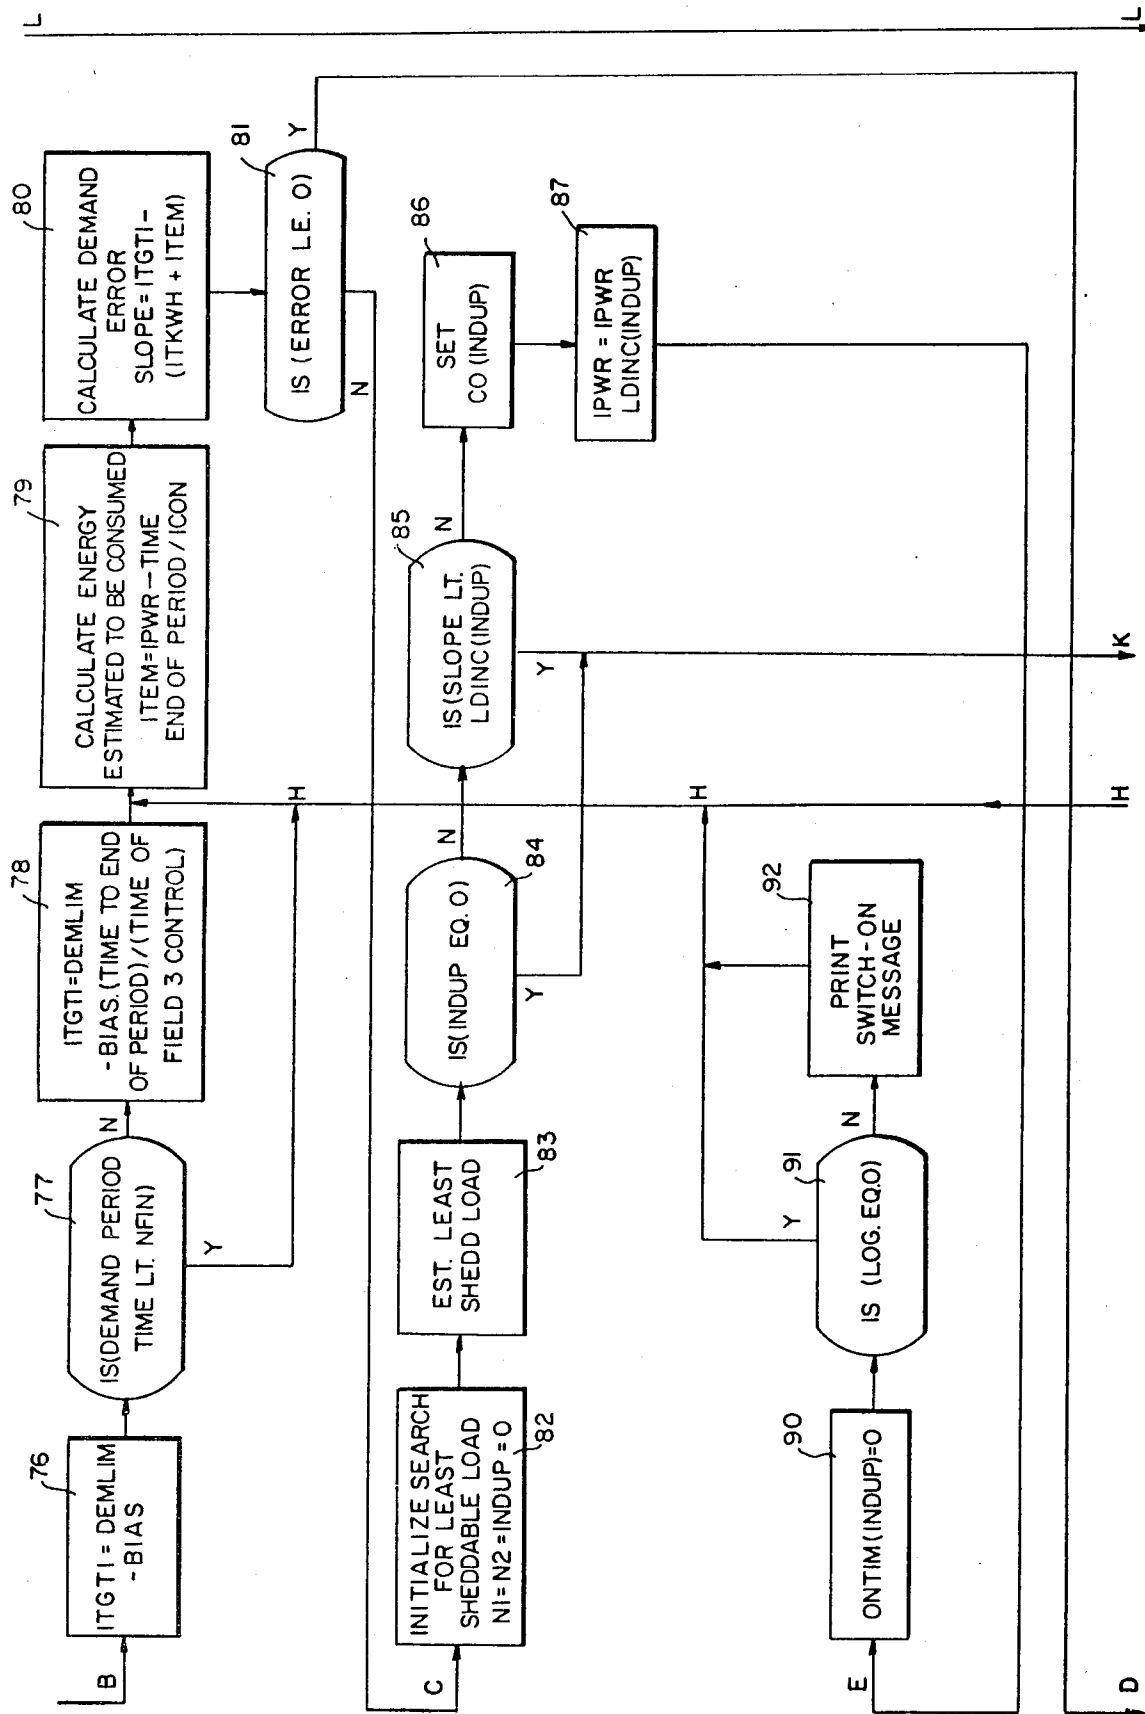 B
76
ITGTI = DEMLIM
-BIAS
77
IS(DEMAND PERIOD
TIME LT. NFIN)
N
Y
78
ITGTI=DEMLIM
-BIAS.(TIME TO END
OF PERIOD)/(TIME OF
FIELD 3 CONTROL)
H
79
CALCULATE ENERGY
ESTIMATED TO BE CONSUMED
ITEM=IPWR-TIME
END OF PERIOD/ICON
80
CALCULATE DEMAND
ERROR
SLOPE=ITGTI-
(ITKWH + ITEM)
81
IS (ERROR LE. 0)
Y
N
L
C
82
INITIALIZE SEARCH
FOR LEAST
SHEDDABLE LOAD
NI=N2=INDUP=0
83
EST. LEAST
SHEDD LOAD
84
IS(INDUP EQ.0)
N
Y
85
IS(SLOPE LT.
LDINC(INDUP)
N
Y
86
SET
CO (INDUP)
87
IPWR = IPWR
LDINC(INDUP)
E
90
ONTIM(INDUP)=0
91
IS (LOG. EQ.0)
Y
N
92
PRINT
SWITCH-ON
MESSAGE
H
D
H
K
L